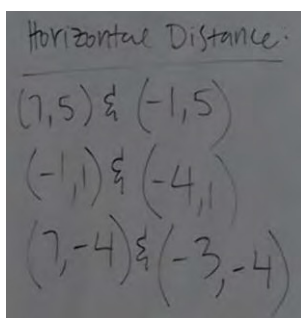 Horizontal Distance.
(7,5) & (-1,5)
(-1,1) & (-4,1)
(7,-4) & (-3,-4)